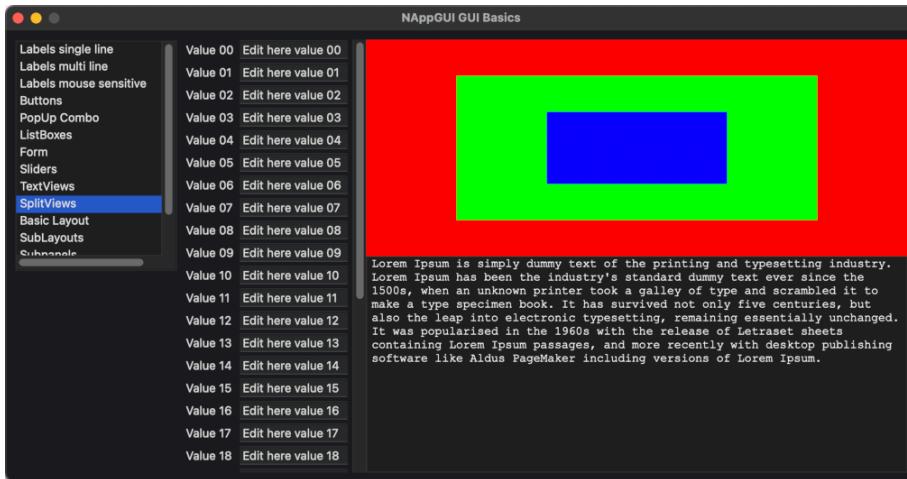 NAppGUI GUI Basics
Labels single line
Labels multi line
Labels mouse sensitive
Buttons
PopUp Combo
ListBoxes
Form
Sliders
TextViews
SplitViews
Basic Layout
SubLayouts
Subpanels
Value 00 Edit here value 00
Value 01 Edit here value 01
Value 02 Edit here value 02
Value 03 Edit here value 03
Value 04 Edit here value 04
Value 05 Edit here value 05
Value 06 Edit here value 06
Value 07 Edit here value 07
Value 08 Edit here value 08
Value 09 Edit here value 09
Value 10 Edit here value 10
Value 11 Edit here value 11
Value 12 Edit here value 12
Value 13 Edit here value 13
Value 14 Edit here value 14
Value 15 Edit here value 15
Value 16 Edit here value 16
Value 17 Edit here value 17
Value 18 Edit here value 18
Lorem Ipsum is simply dummy text of the printing and typesetting industry.
Lorem Ipsum has been the industry's standard dummy text ever since the
1500s, when an unknown printer took a galley of type and scrambled it to
make a type specimen book. It has survived not only five centuries, but
also the leap into electronic typesetting, remaining essentially unchanged.
It was popularised in the 1960s with the release of Letraset sheets
containing Lorem Ipsum passages, and more recently with desktop publishing
software like Aldus PageMaker including versions of Lorem Ipsum.